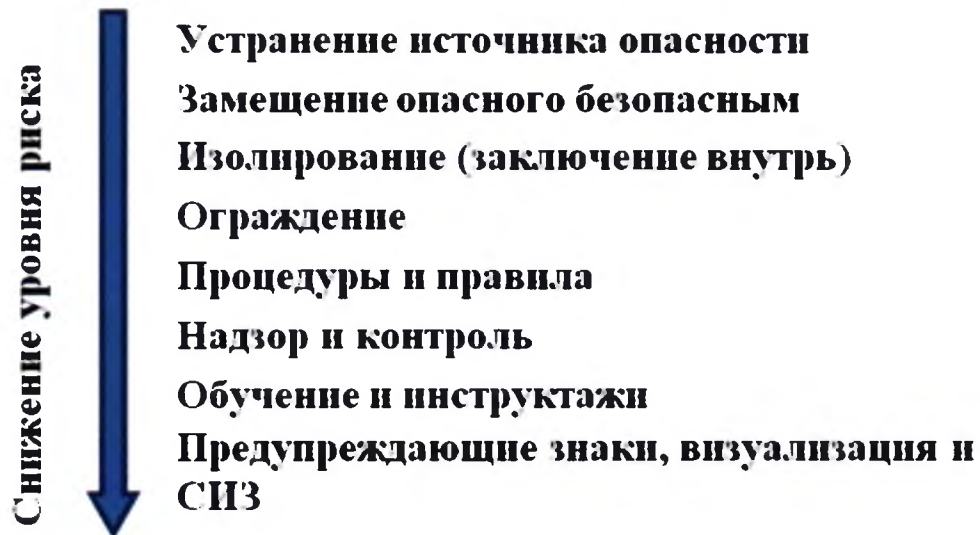 Снижение уровня риска
Устранение источника опасности
Замещение опасного безопасным
Изолирование (заключение внутрь)
Ограждение
Процедуры и правила
Надзор и контроль
Обучение и инструктажи
Предупреждающие знаки, визуализация и
СИЗ